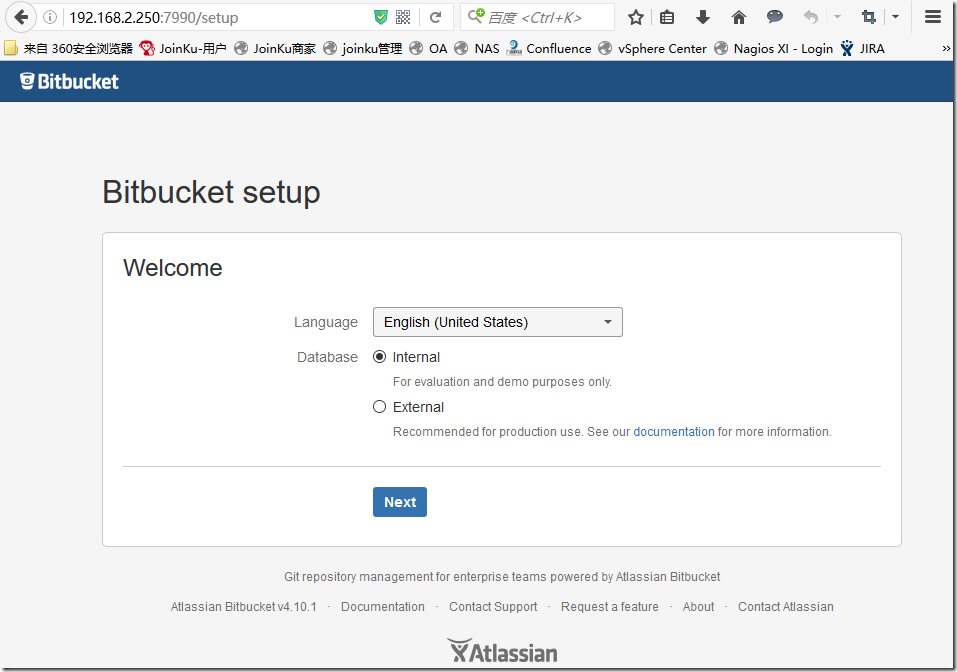 192.168.2.250:7990/setup
百度 <Ctrl+K>
来自 360安全浏览器 JoinKu-用户 JoinKu商家 joinku管理 OA NAS Confluence vSphere Center Nagios XI - Login JIRA »
Bitbucket
Bitbucket setup
Welcome
Language English (United States)
Database Internal
For evaluation and demo purposes only.
External
Recommended for production use. See our documentation for more information.
Next
Git repository management for enterprise teams powered by Atlassian Bitbucket
Atlassian Bitbucket v4.10.1 · Documentation · Contact Support · Request a feature · About · Contact Atlassian
Atlassian